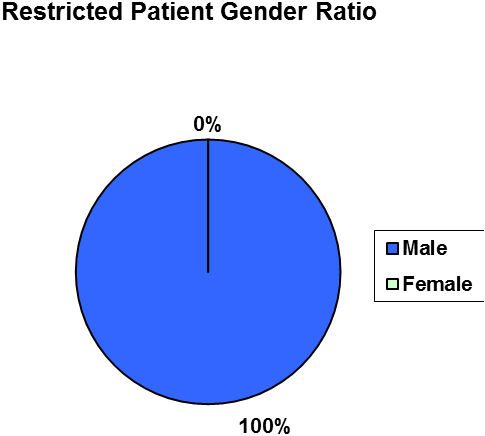 Restricted Patient Gender Ratio
0%
Male
Female
100%